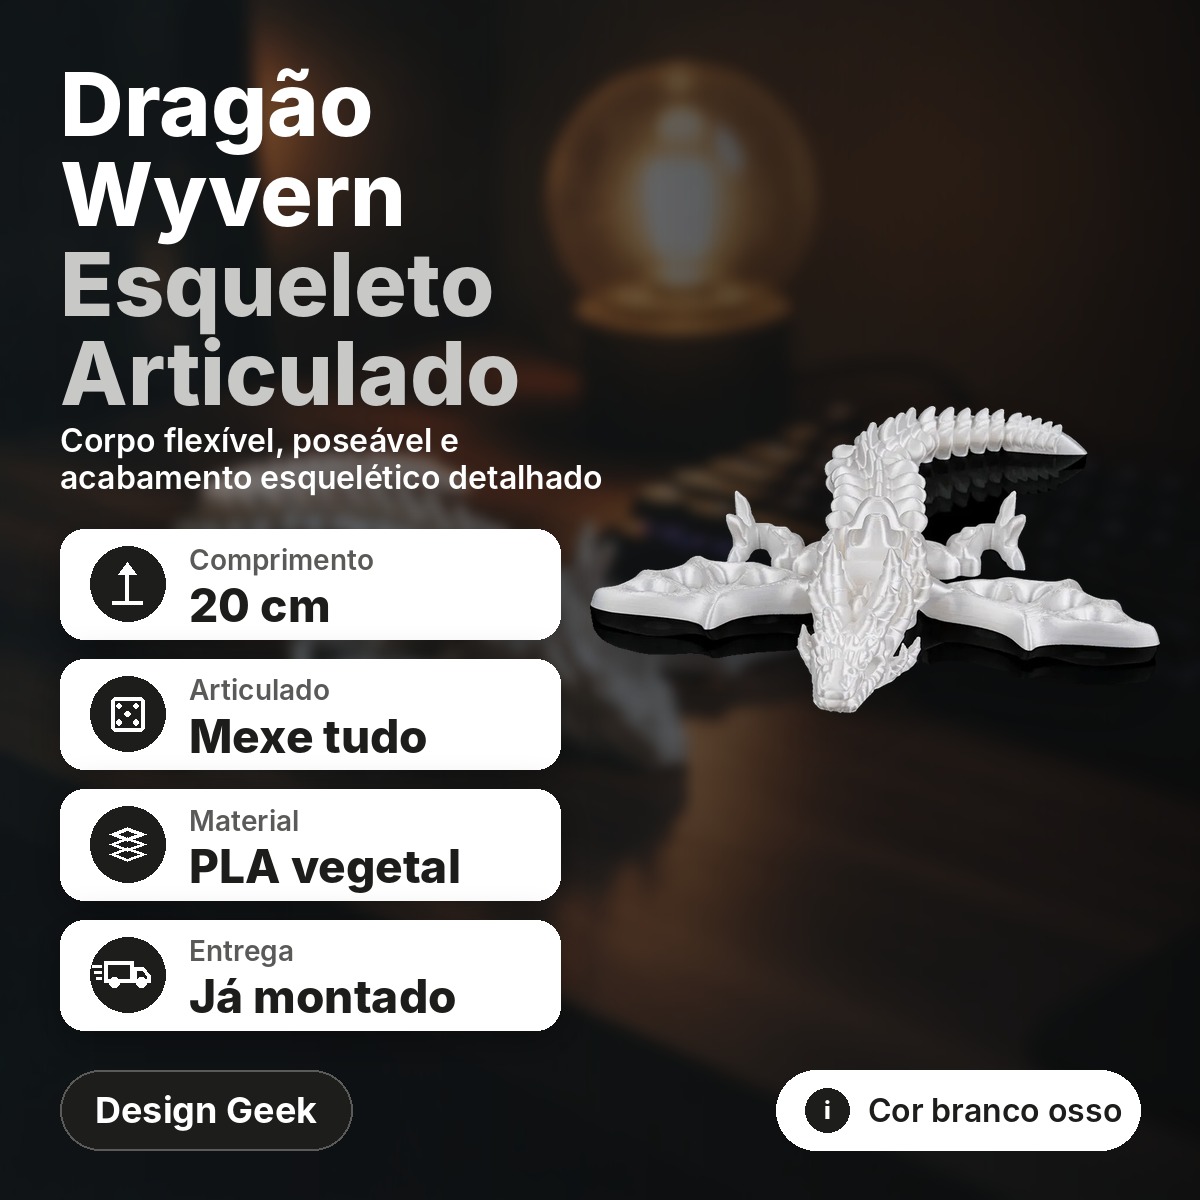 Dragão
Wyvern
Esqueleto
Articulado
Corpo flexível, poseável e
acabamento esquelético detalhado
Comprimento
20 cm
Articulado
Mexe tudo
Material
PLA vegetal
Entrega
Já montado
Design Geek
i Cor branco osso